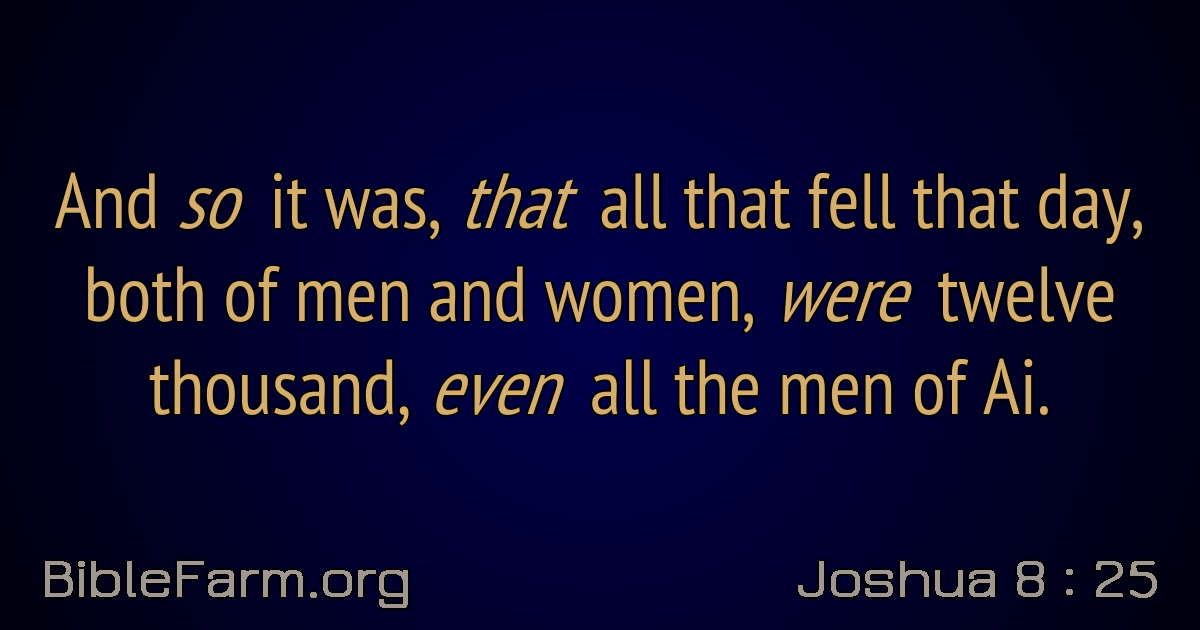 And so it was, that all that fell that day,
both of men and women, were twelve
thousand, even all the men of Ai.
BibleFarm.org
Joshua 8 : 25